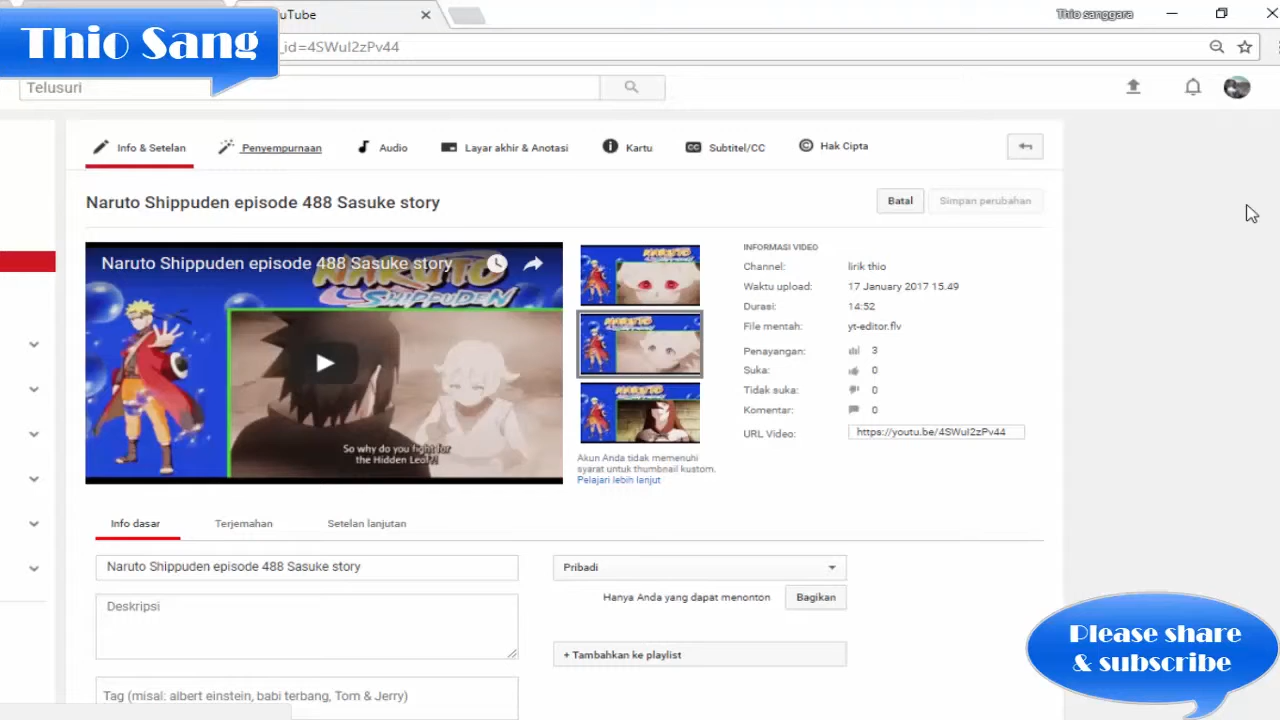 uTube
Thio sanggara
Thio Sang
_id=4SWuI2zPv44
Telusuri
Info & Setelan
Penyempurnaan
Audio
Layar akhir & Anotasi
Kartu
CC
Subtitel/CC
Hak Cipta
Naruto Shippuden episode 488 Sasuke story
Batal
Simpan perubahan
Naruto Shippuden episode 488 Sasuke story
NARUTO
SHIPPUDEN
So why do you fight for
the Hidden Leaf?!
Akun Anda tidak memenuhi
syarat untuk thumbnail kustom.
Pelajari lebih lanjut
INFORMASI VIDEO
Channel: lirik thio
Waktu upload: 17 January 2017 15.49
Durasi: 14:52
File mentah: yt-editor.flv
Penayangan: 3
Suka: 0
Tidak suka: 0
Komentar: 0
URL Video: https://youtu.be/4SWuI2zPv44
Info dasar
Terjemahan
Setelan lanjutan
Naruto Shippuden episode 488 Sasuke story
Pribadi
Deskripsi
Hanya Anda yang dapat menonton
Bagikan
+ Tambahkan ke playlist
Tag (misal: albert einstein, babi terbang, Tom & Jerry)
Please share
& subscribe